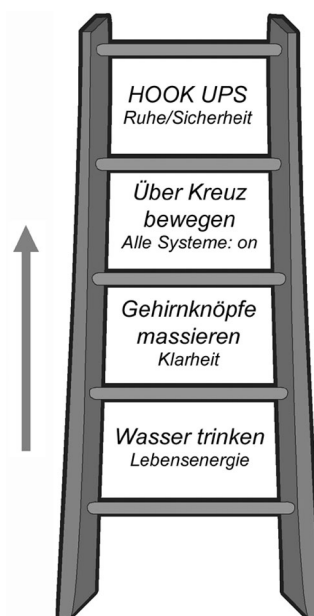 HOOK UPS
Ruhe/Sicherheit
Über Kreuz
bewegen
Alle Systeme: on
Gehirnknöpfe
massieren
Klarheit
Wasser trinken
Lebensenergie